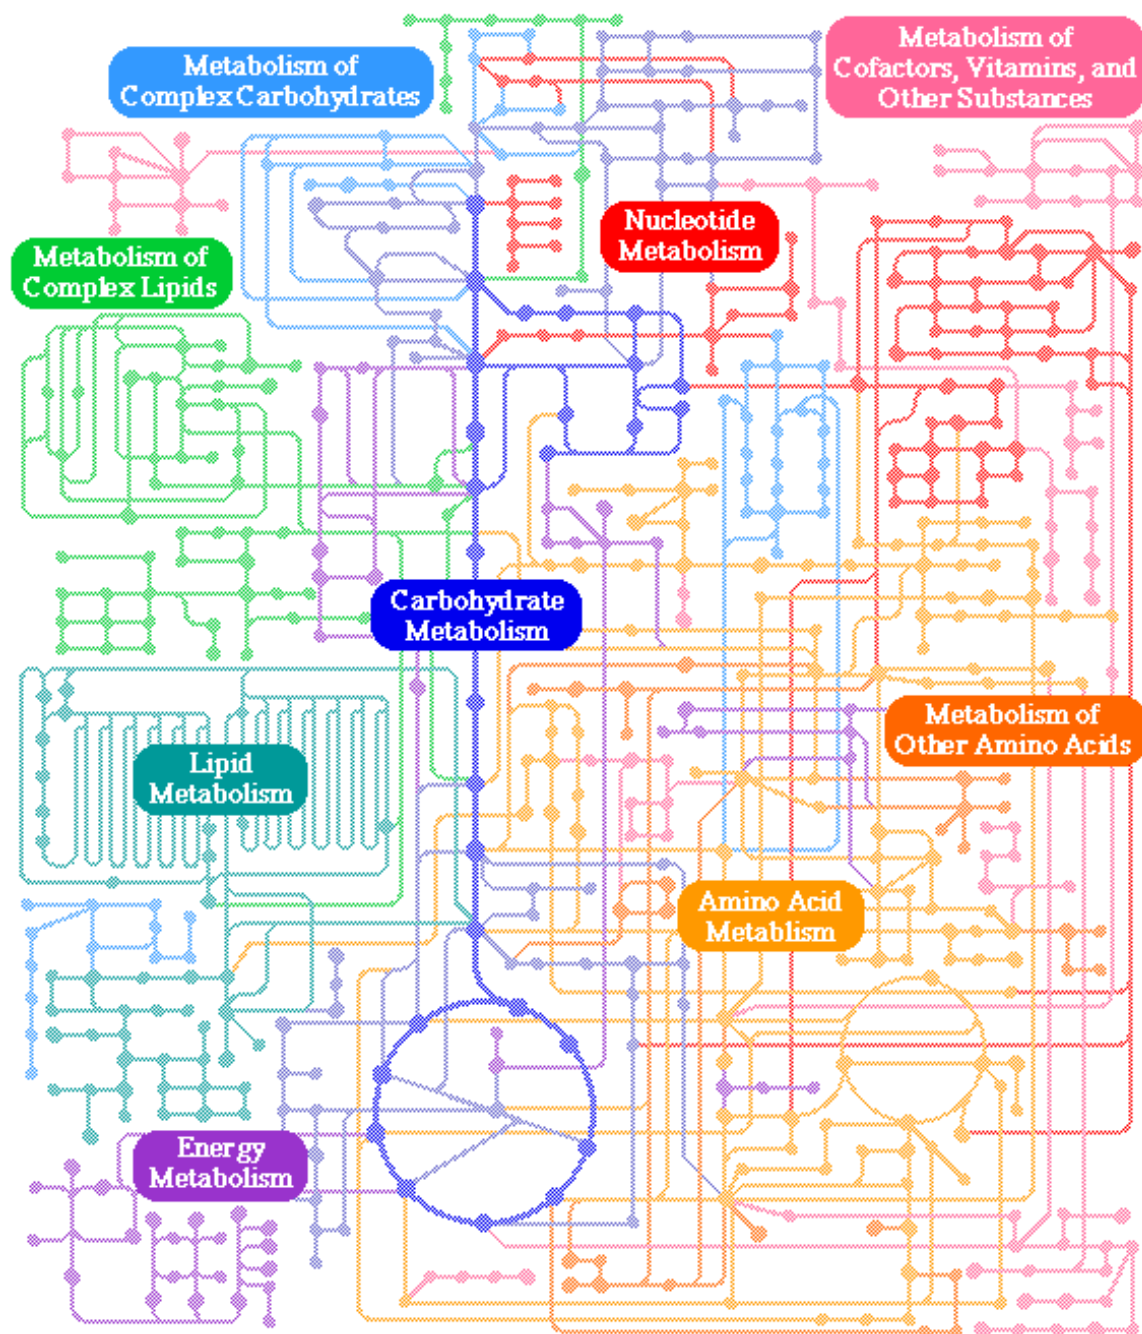 Metabolism of
Complex Carbohydrates
Metabolism of
Cofactors, Vitamins, and
Other Substances
Nucleotide
Metabolism
Metabolism of
Complex Lipids
Carbohydrate
Metabolism
Metabolism of
Other Amino Acids
Lipid
Metabolism
Amino Acid
Metablism
Energy
Metabolism